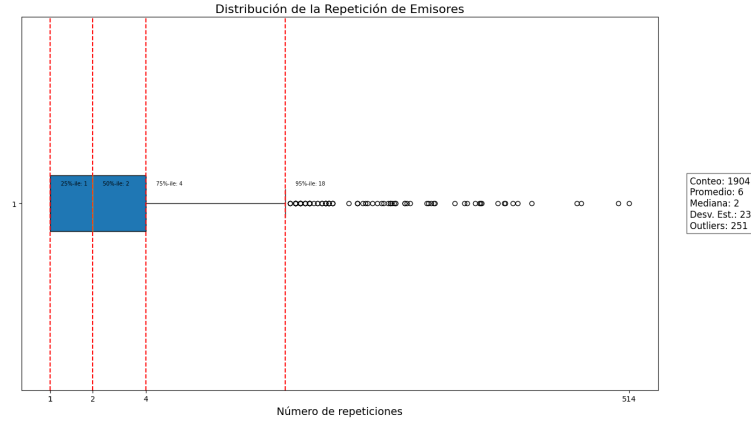 Distribución de la Repetición de Emisores
25%-ile: 1
50%-ile: 2
75%-ile: 4
95%-ile: 18
1
Conteo: 1904
Promedio: 6
Mediana: 2
Desv. Est.: 23
Outliers: 251
1
2
4
514
Número de repeticiones